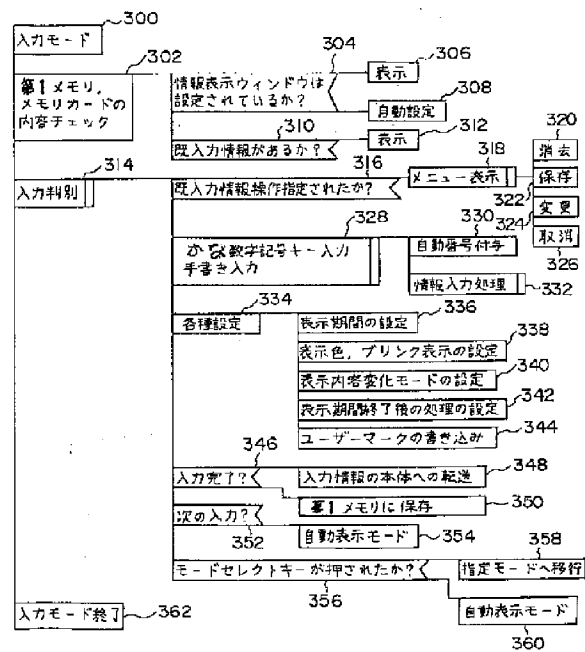 300
入力モード
302
304
306
第1メモリ,
メモリカードの
内容チェック
情報表示ウィンドウは
設定されているか?
表示
308
自動設定
310
312
既入力情報があるか?
表示
314
316
318
320
入力判別
既入力情報操作指定されたか?
メニュー表示
消去
322
保存
324
変更
326
取消
328
330
かな数字記号キー入力
手書き入力
自動番号付与
情報入力処理
332
334
336
各種設定
表示期間の設定
338
表示色,ブリンク表示の設定
340
表示内容変化モードの設定
342
表示期間終了後の処理の設定
344
ユーザーマークの書き込み
346
348
入力完了?
入力情報の本体への転送
350
第1メモリに保存
次の入力?
352
354
自動表示モード
358
モードセレクトキーが押されたか?
指定モードへ移行
356
362
入力モード終了
自動表示モード
360